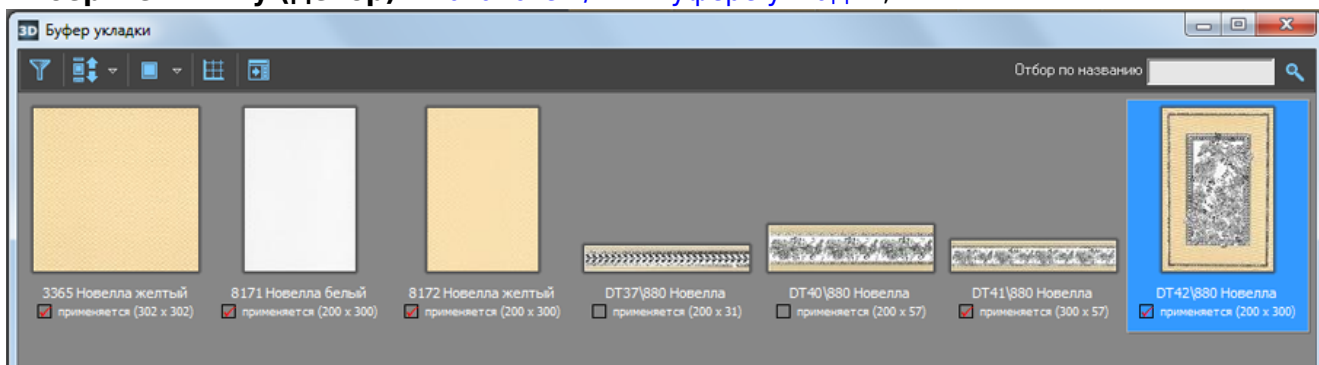 (декор)
3D Буфер укладки
Отбор по названию
3365 Новелла желтый
применяется (302 x 302)
8171 Новелла белый
применяется (200 x 300)
8172 Новелла желтый
применяется (200 x 300)
DT37\880 Новелла
применяется (200 x 31)
DT40\880 Новелла
применяется (200 x 57)
DT41\880 Новелла
применяется (300 x 57)
DT42\880 Новелла
применяется (200 x 300)